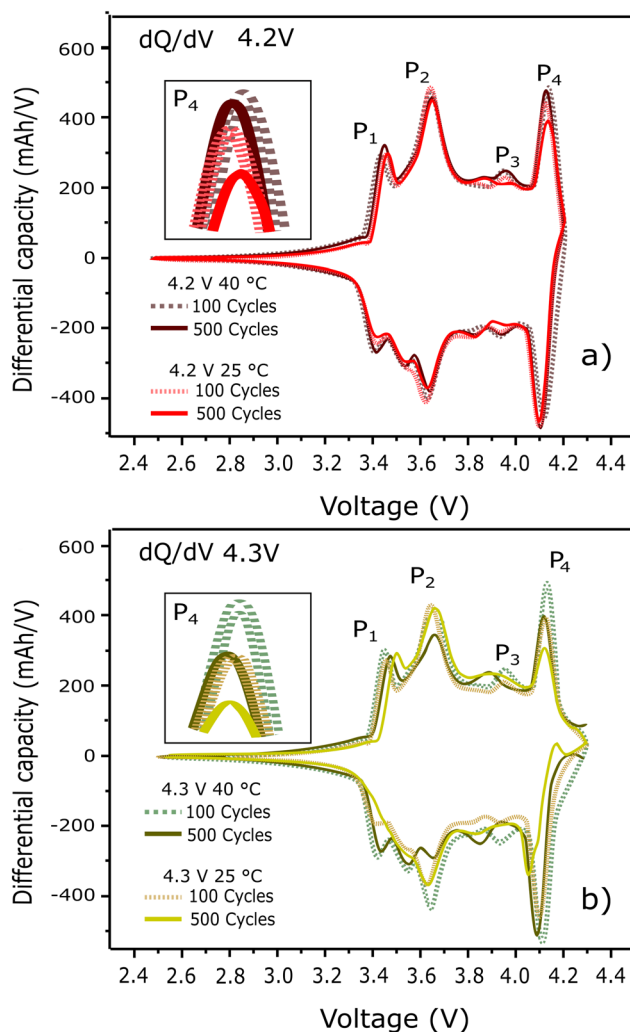 dQ/dV 4.2V
600
400
200
0
-200
-400
Differential capacity (mAh/V)
P4
P1
P2
P3
P4
4.2 V 40 °C
100 Cycles
500 Cycles
4.2 V 25 °C
100 Cycles
500 Cycles
a)
2.4 2.6 2.8 3.0 3.2 3.4 3.6 3.8 4.0 4.2 4.4
Voltage (V)
dQ/dV 4.3V
600
400
200
0
-200
-400
Differential capacity (mAh/V)
P4
P1
P2
P3
P4
4.3 V 40 °C
100 Cycles
500 Cycles
4.3 V 25 °C
100 Cycles
500 Cycles
b)
2.4 2.6 2.8 3.0 3.2 3.4 3.6 3.8 4.0 4.2 4.4
Voltage (V)